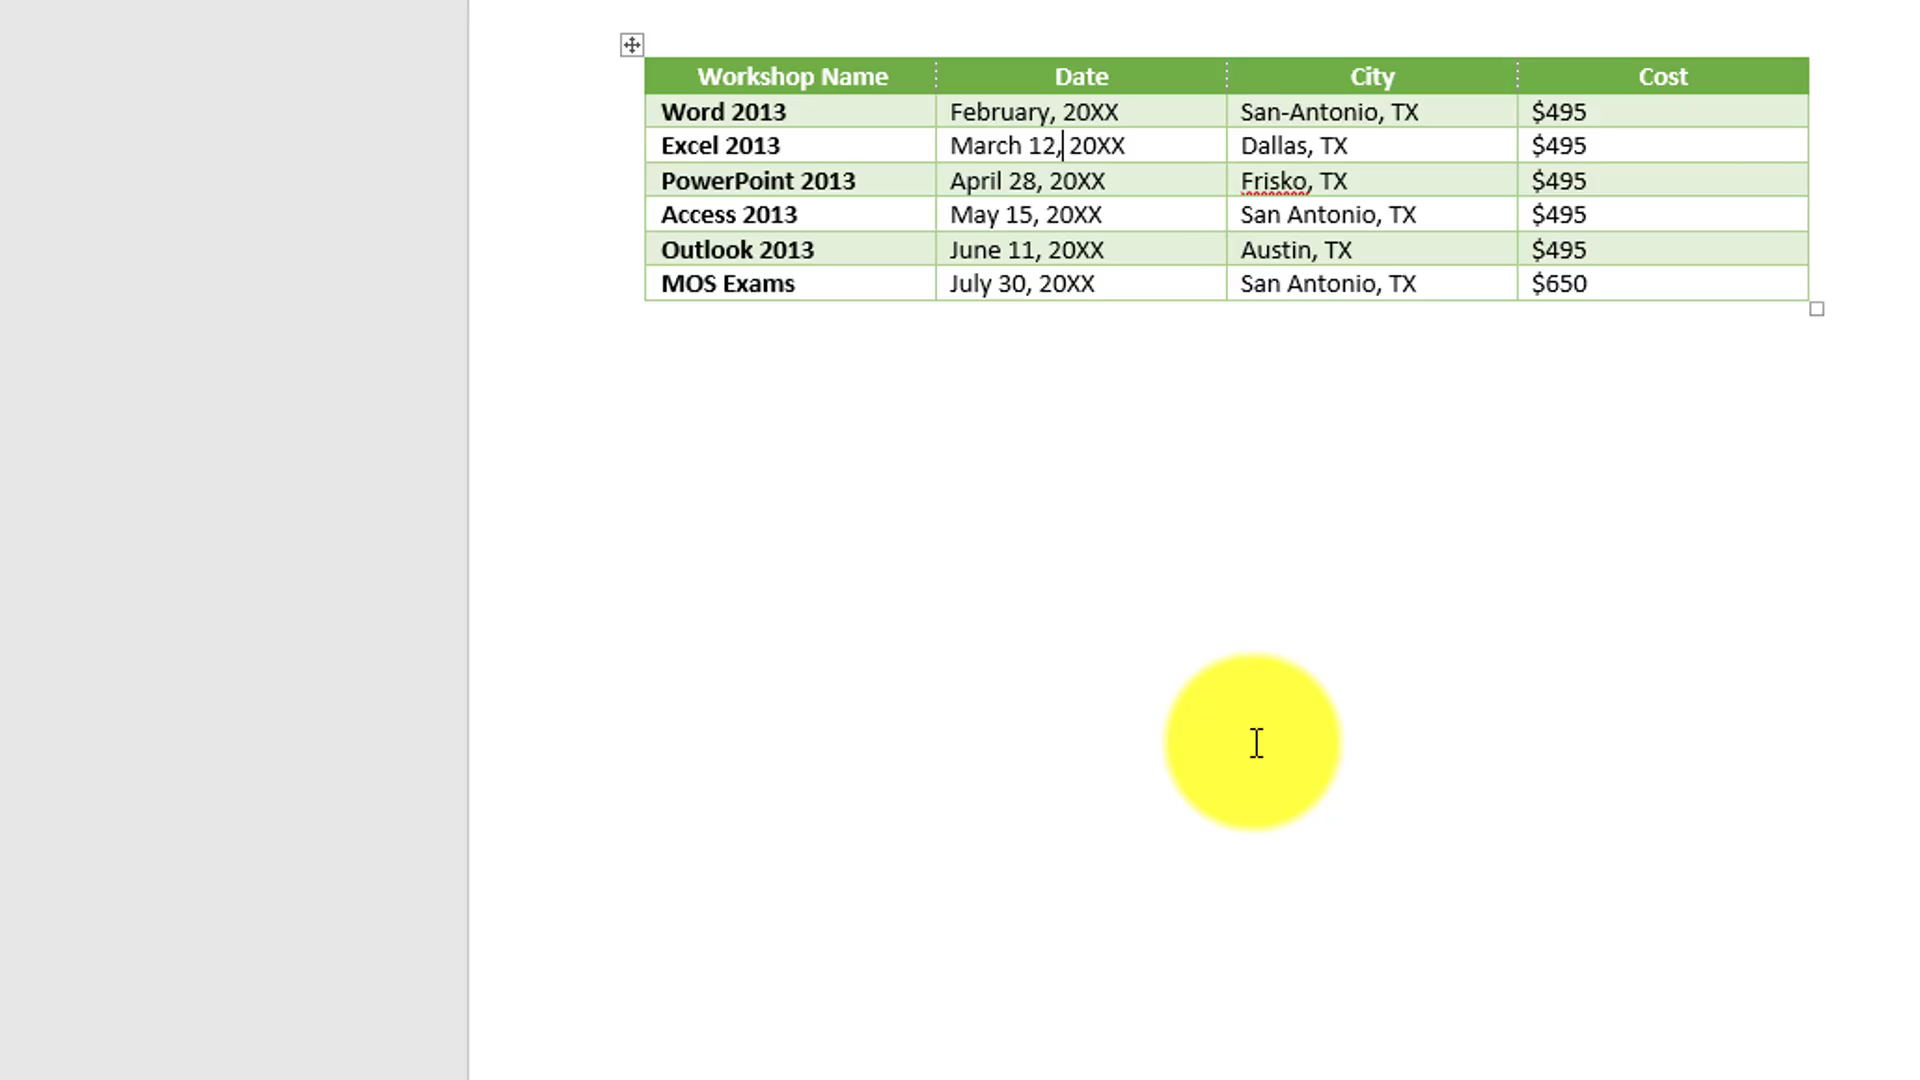 Workshop Name Date City Cost
Word 2013 February, 20XX San-Antonio, TX $495
Excel 2013 March 12, 20XX Dallas, TX $495
PowerPoint 2013 April 28, 20XX Frisko, TX $495
Access 2013 May 15, 20XX San Antonio, TX $495
Outlook 2013 June 11, 20XX Austin, TX $495
MOS Exams July 30, 20XX San Antonio, TX $650